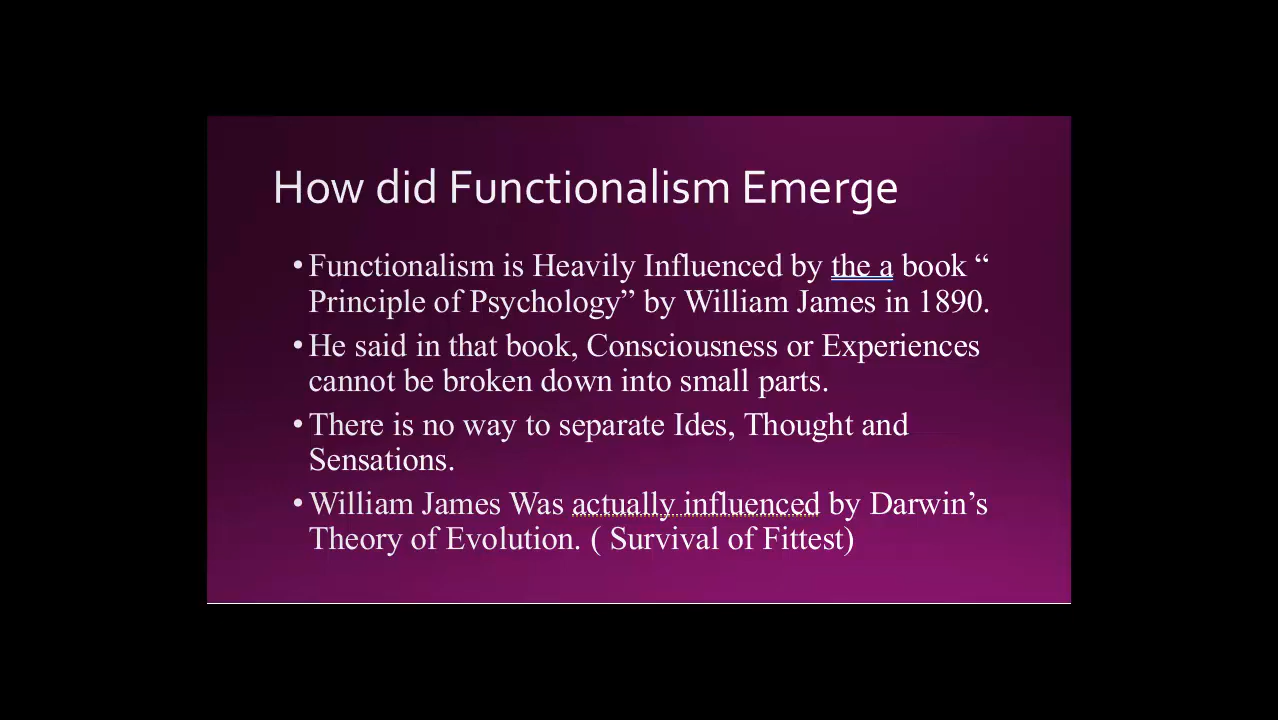 How did Functionalism Emerge
•Functionalism is Heavily Influenced by the a book “
Principle of Psychology” by William James in 1890.
•He said in that book, Consciousness or Experiences
cannot be broken down into small parts.
•There is no way to separate Ides, Thought and
Sensations.
•William James Was actually influenced by Darwin’s
Theory of Evolution. ( Survival of Fittest)